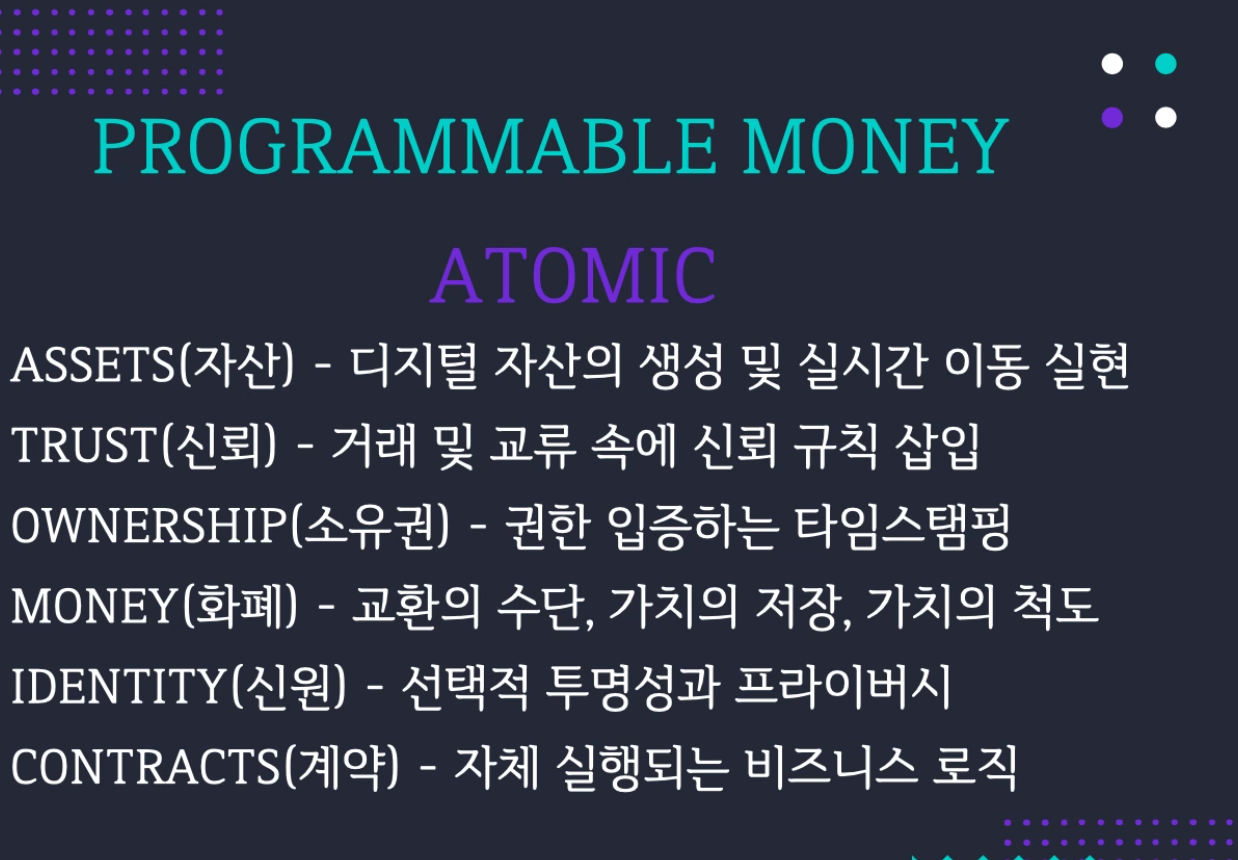 PROGRAMMABLE MONEY
ATOMIC
ASSETS(자산) - 디지털 자산의 생성 및 실시간 이동 실현
TRUST(신뢰) - 거래 및 교류 속에 신뢰 규칙 삽입
OWNERSHIP(소유권) - 권한 입증하는 타임스탬핑
MONEY(화폐) - 교환의 수단, 가치의 저장, 가치의 척도
IDENTITY(신원) - 선택적 투명성과 프라이버시
CONTRACTS(계약) - 자체 실행되는 비즈니스 로직